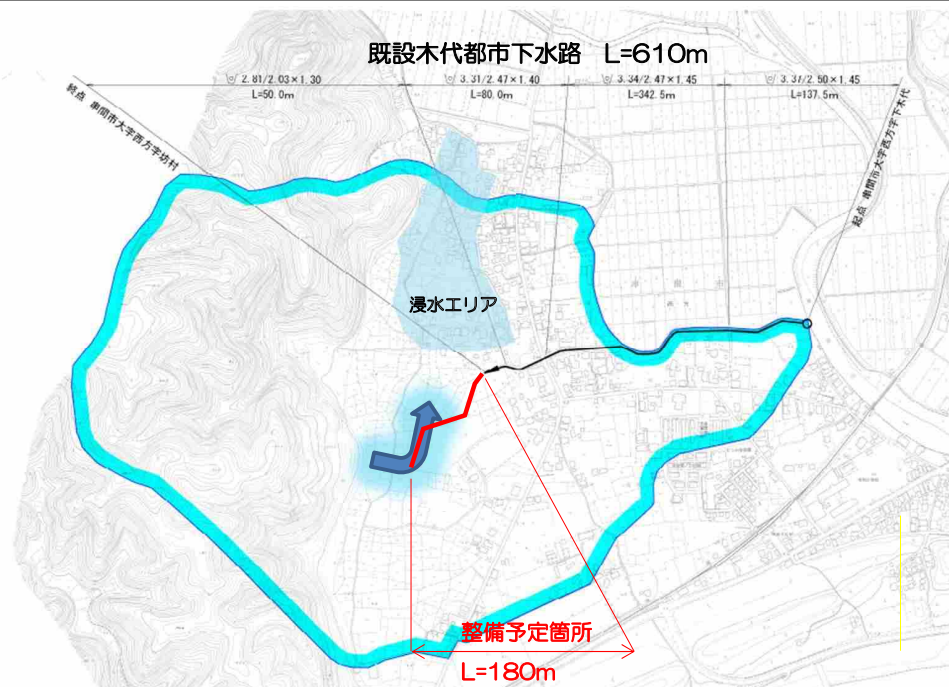 既設木代都市下水路 L=610m
2.81/2.03×1.30
L=50.0m
3.31/2.47×1.40
L=80.0m
3.34/2.47×1.45
L=342.5m
3.37/2.50×1.45
L=137.5m
終点 串間市大字西方字坊村
起点 串間市大字西方字下木代
浸水エリア
整備予定箇所
L=180m